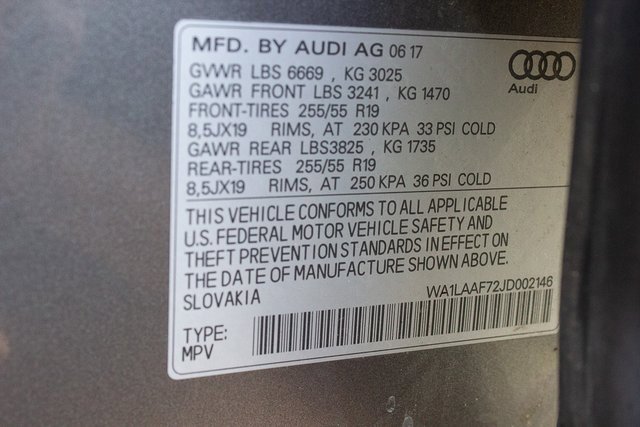 MFD. BY AUDI AG 06 17
GVWR LBS 6669 , KG 3025
GAWR FRONT LBS 3241 , KG 1470
FRONT-TIRES 255/55 R19
8,5JX19 RIMS, AT 230 KPA 33 PSI COLD
GAWR REAR LBS3825 , KG 1735
REAR-TIRES 255/55 R19
8,5JX19 RIMS, AT 250 KPA 36 PSI COLD
Audi
THIS VEHICLE CONFORMS TO ALL APPLICABLE
U.S. FEDERAL MOTOR VEHICLE SAFETY AND
THEFT PREVENTION STANDARDS IN EFFECT ON
THE DATE OF MANUFACTURE SHOWN ABOVE.
SLOVAKIA
WA1LAAF72JD002146
TYPE:
MPV